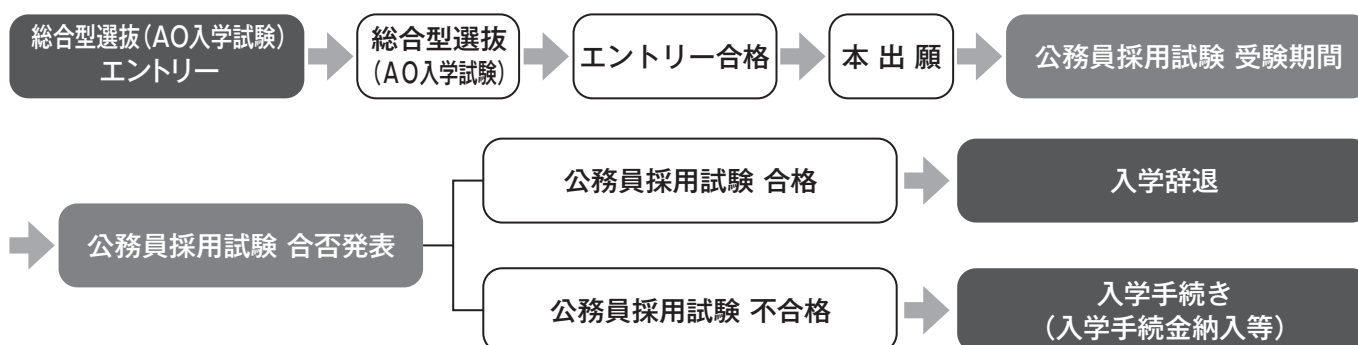 総合型選抜(AO入学試験)
エントリー
総合型選抜
(AO入学試験)
エントリー合格
本出願
公務員採用試験 受験期間
公務員採用試験 合否発表
公務員採用試験 合格
入学辞退
公務員採用試験 不合格
入学手続き
(入学手続金納入等)